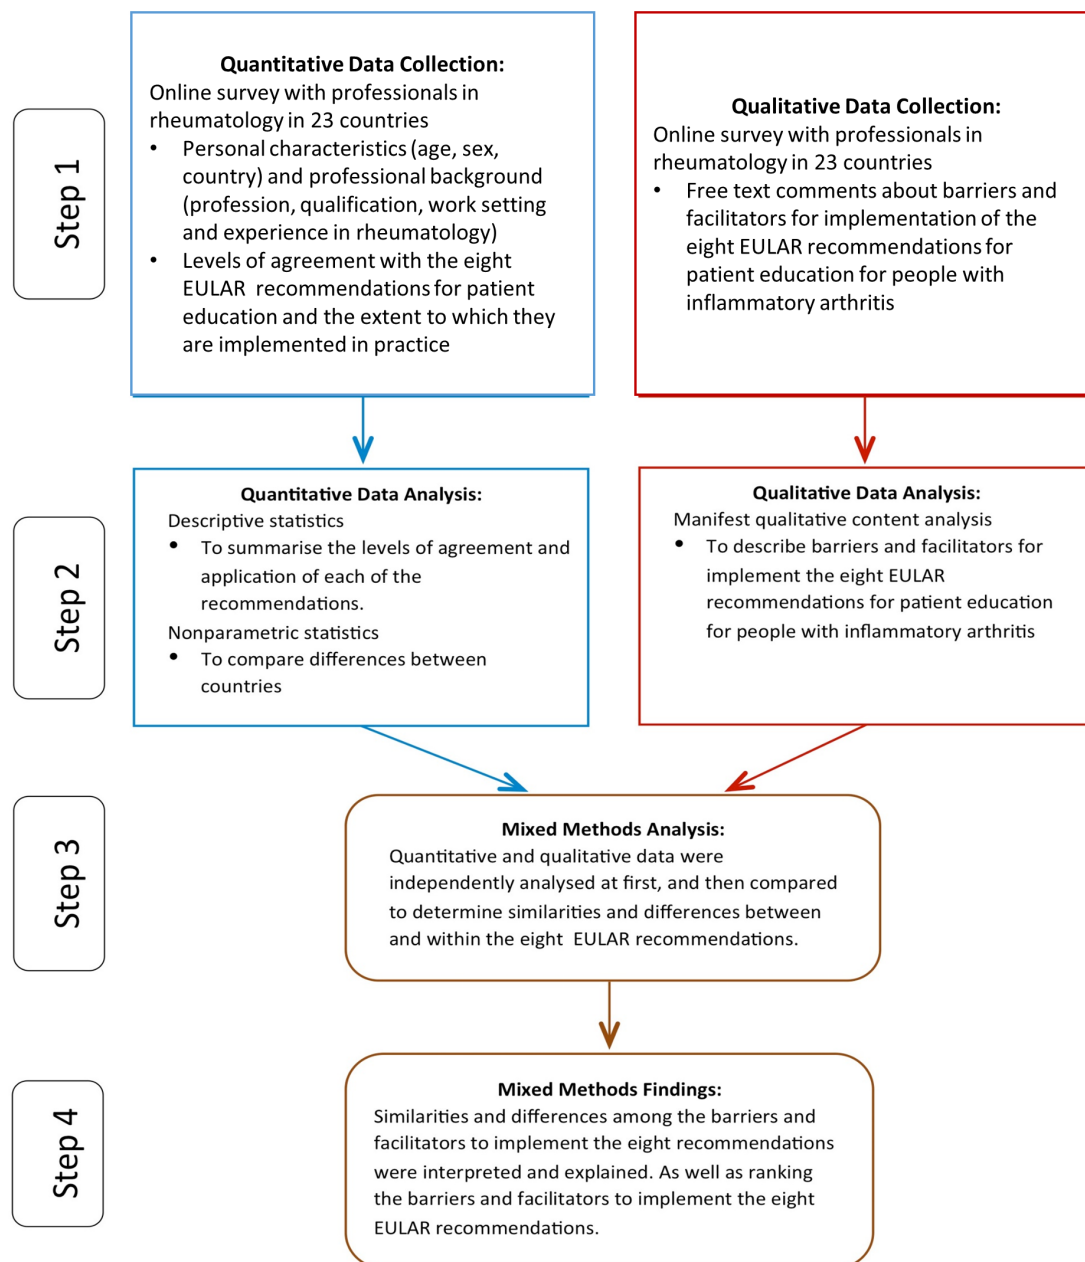 Step 1
Quantitative Data Collection:
Online survey with professionals in
rheumatology in 23 countries
• Personal characteristics (age, sex,
country) and professional background
(profession, qualification, work setting
and experience in rheumatology)
• Levels of agreement with the eight
EULAR recommendations for patient
education and the extent to which they
are implemented in practice
Qualitative Data Collection:
Online survey with professionals in
rheumatology in 23 countries
• Free text comments about barriers and
facilitators for implementation of the
eight EULAR recommendations for
patient education for people with
inflammatory arthritis
Step 2
Quantitative Data Analysis:
Descriptive statistics
• To summarise the levels of agreement and
application of each of the
recommendations.
Nonparametric statistics
• To compare differences between
countries
Qualitative Data Analysis:
Manifest qualitative content analysis
• To describe barriers and facilitators for
implement the eight EULAR
recommendations for patient education
for people with inflammatory arthritis
Step 3
Mixed Methods Analysis:
Quantitative and qualitative data were
independently analysed at first, and then compared
to determine similarities and differences between
and within the eight EULAR recommendations.
Step 4
Mixed Methods Findings:
Similarities and differences among the barriers and
facilitators to implement the eight recommendations
were interpreted and explained. As well as ranking
the barriers and facilitators to implement the eight
EULAR recommendations.